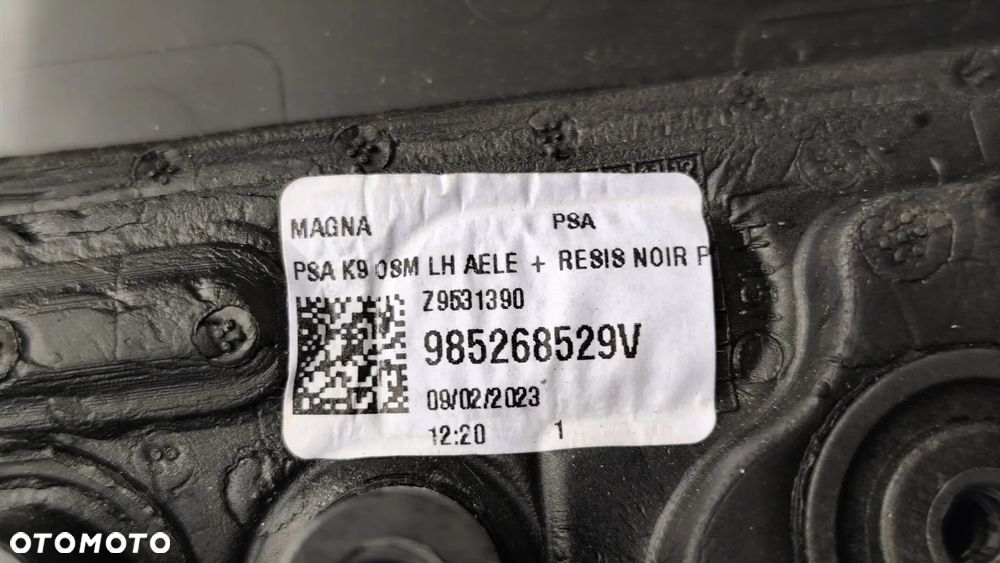 MAGNA PSA
PSA K9 OSM LH AELE + RESIS NOIR P
Z9531390
985268529V
09/02/2023
12:20 1
OTOMOTO